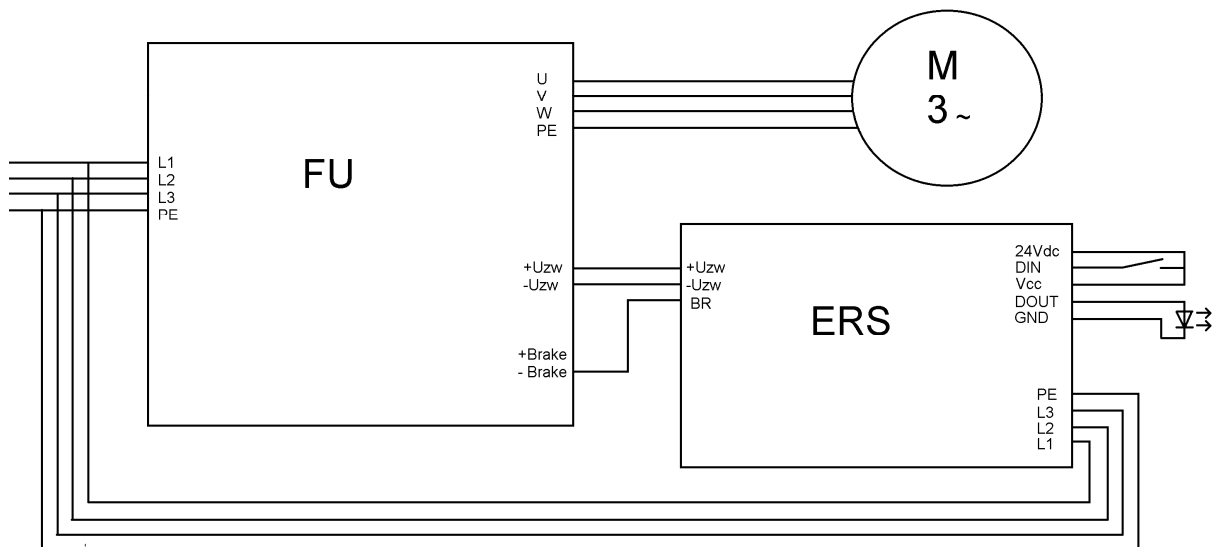 M
3 ~
FU
U
V
W
PE
L1
L2
L3
PE
+Uzw
-Uzw
+Brake
- Brake
ERS
+Uzw
-Uzw
BR
24Vdc
DIN
Vcc
DOUT
GND
PE
L3
L2
L1